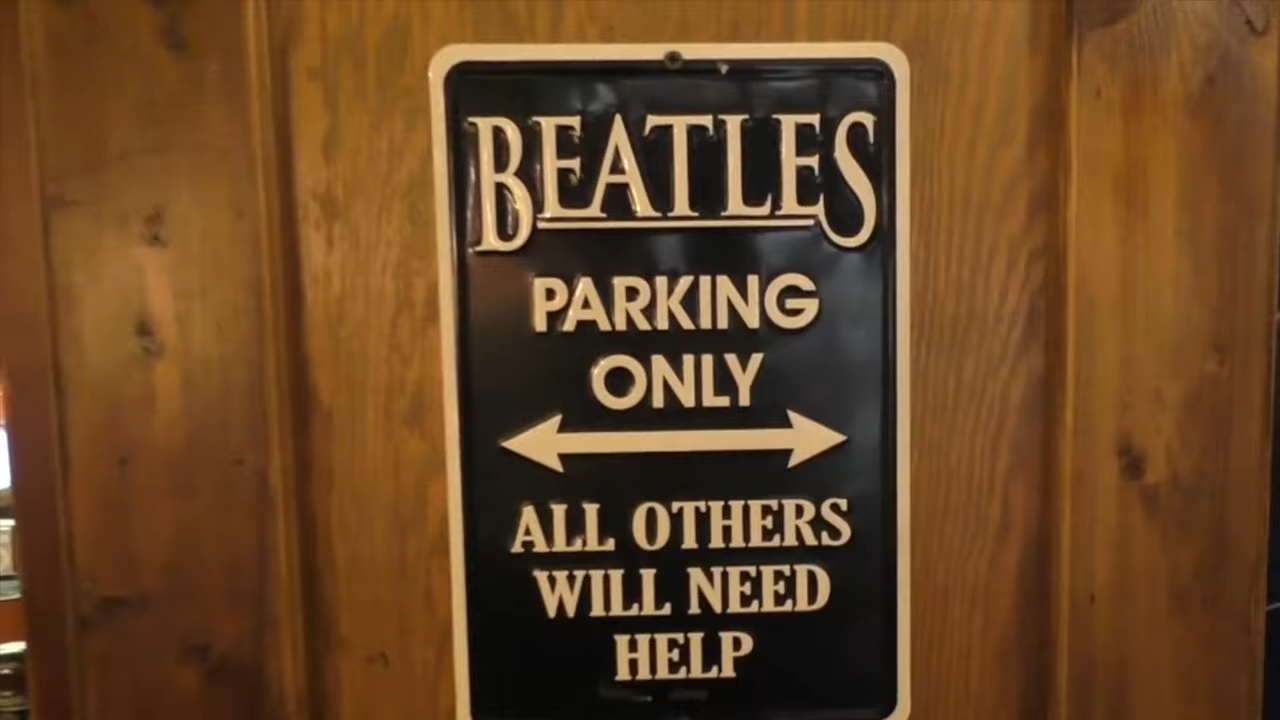 BEATLES
PARKING
ONLY
ALL OTHERS
WILL NEED
HELP